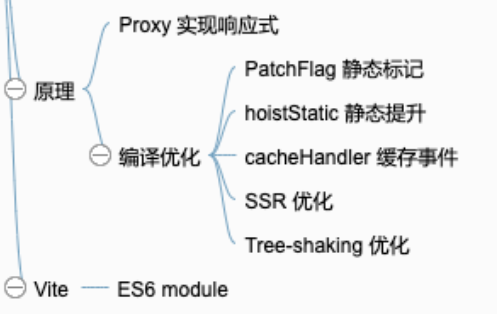 Proxy 实现响应式
原理
PatchFlag 静态标记
hoistStatic 静态提升
编译优化
cacheHandler 缓存事件
SSR 优化
Tree-shaking 优化
Vite
ES6 module